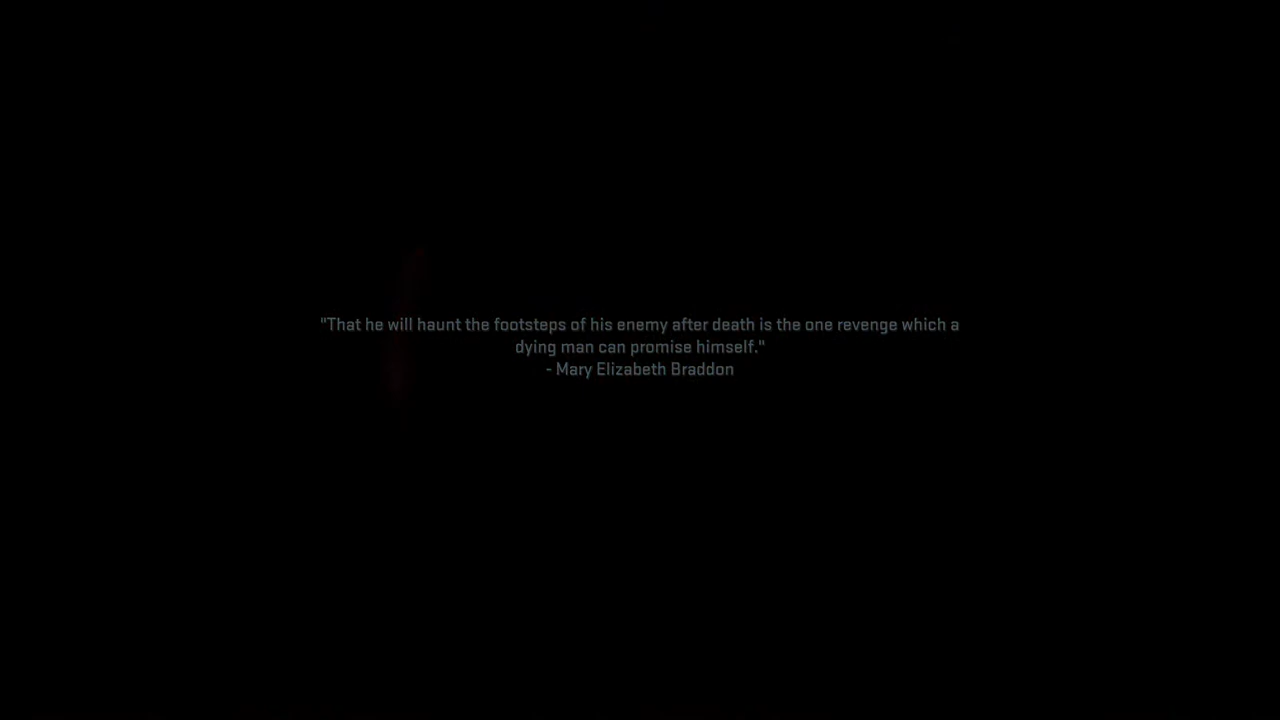 "That he will haunt the footsteps of his enemy after death is the one revenge which a
dying man can promise himself."
- Mary Elizabeth Braddon